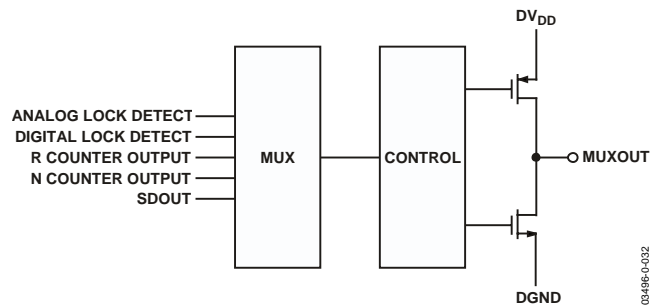 DVDD
ANALOG LOCK DETECT
DIGITAL LOCK DETECT
R COUNTER OUTPUT
N COUNTER OUTPUT
SDOUT
MUX
CONTROL
MUXOUT
DGND
03496-0-032